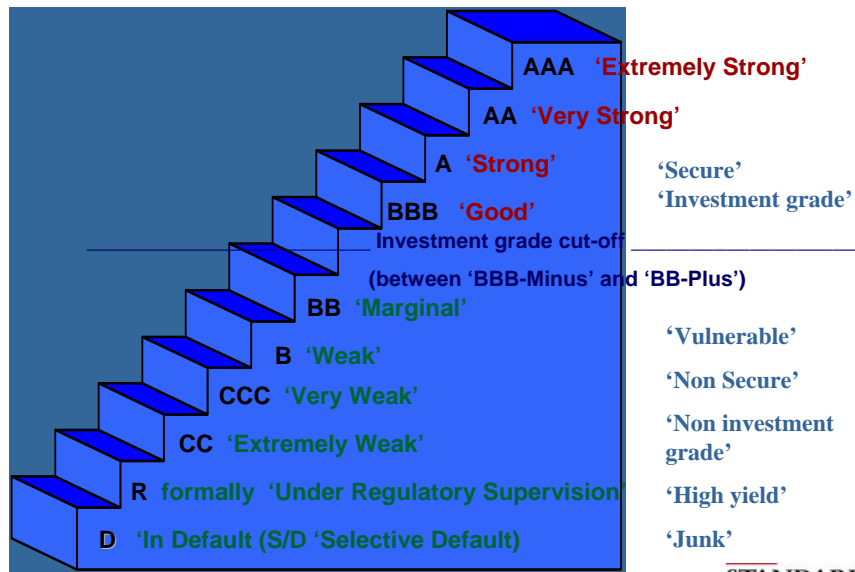 AAA ‘Extremely Strong’
AA ‘Very Strong’
A ‘Strong’
‘Secure’
‘Investment grade’
BBB ‘Good’
Investment grade cut-off
(between ‘BBB-Minus’ and ‘BB-Plus’)
BB ‘Marginal’
‘Vulnerable’
B ‘Weak’
‘Non Secure’
CCC ‘Very Weak’
‘Non investment
grade’
CC ‘Extremely Weak’
R formally ‘Under Regulatory Supervision’
‘High yield’
D ‘In Default (S/D ‘Selective Default)
‘Junk’